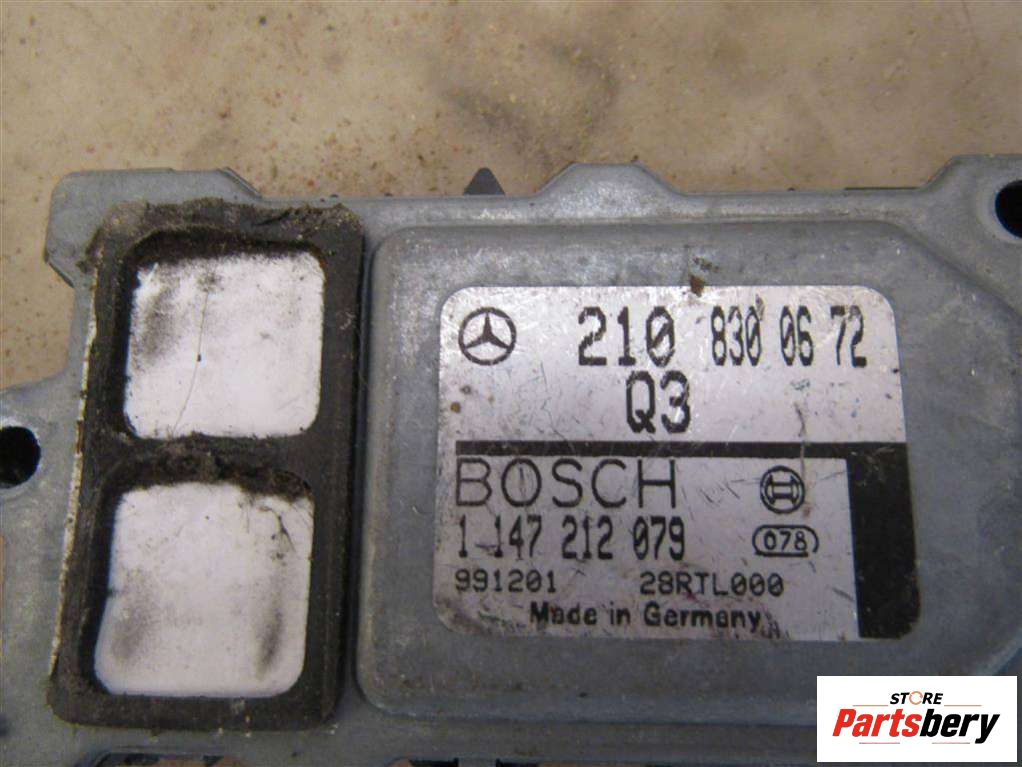 210 830 06 72
Q3
BOSCH
1 147 212 079
078
991201 28RTL000
Made in Germany
STORE
Partsbery